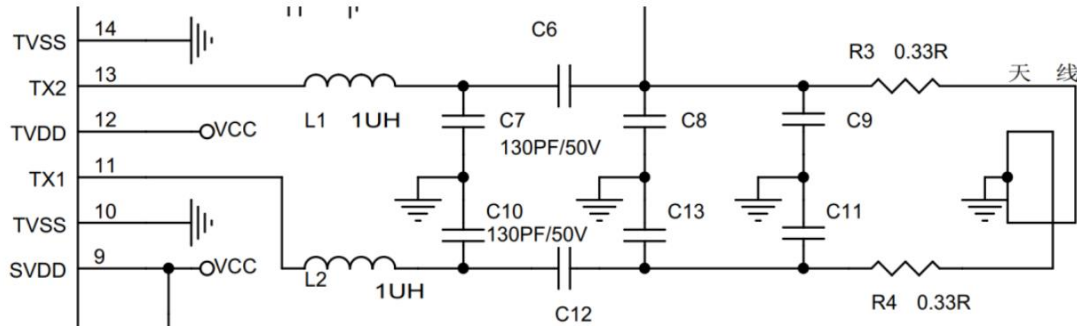 C6
TVSS 14
R3 0.33R
TX2 13
天 线
L1 1UH
C7
C8
C9
TVDD 12
VCC
130PF/50V
TX1 11
TVSS 10
C10
C13
C11
130PF/50V
SVDD 9
VCC
L2
1UH
C12
R4 0.33R